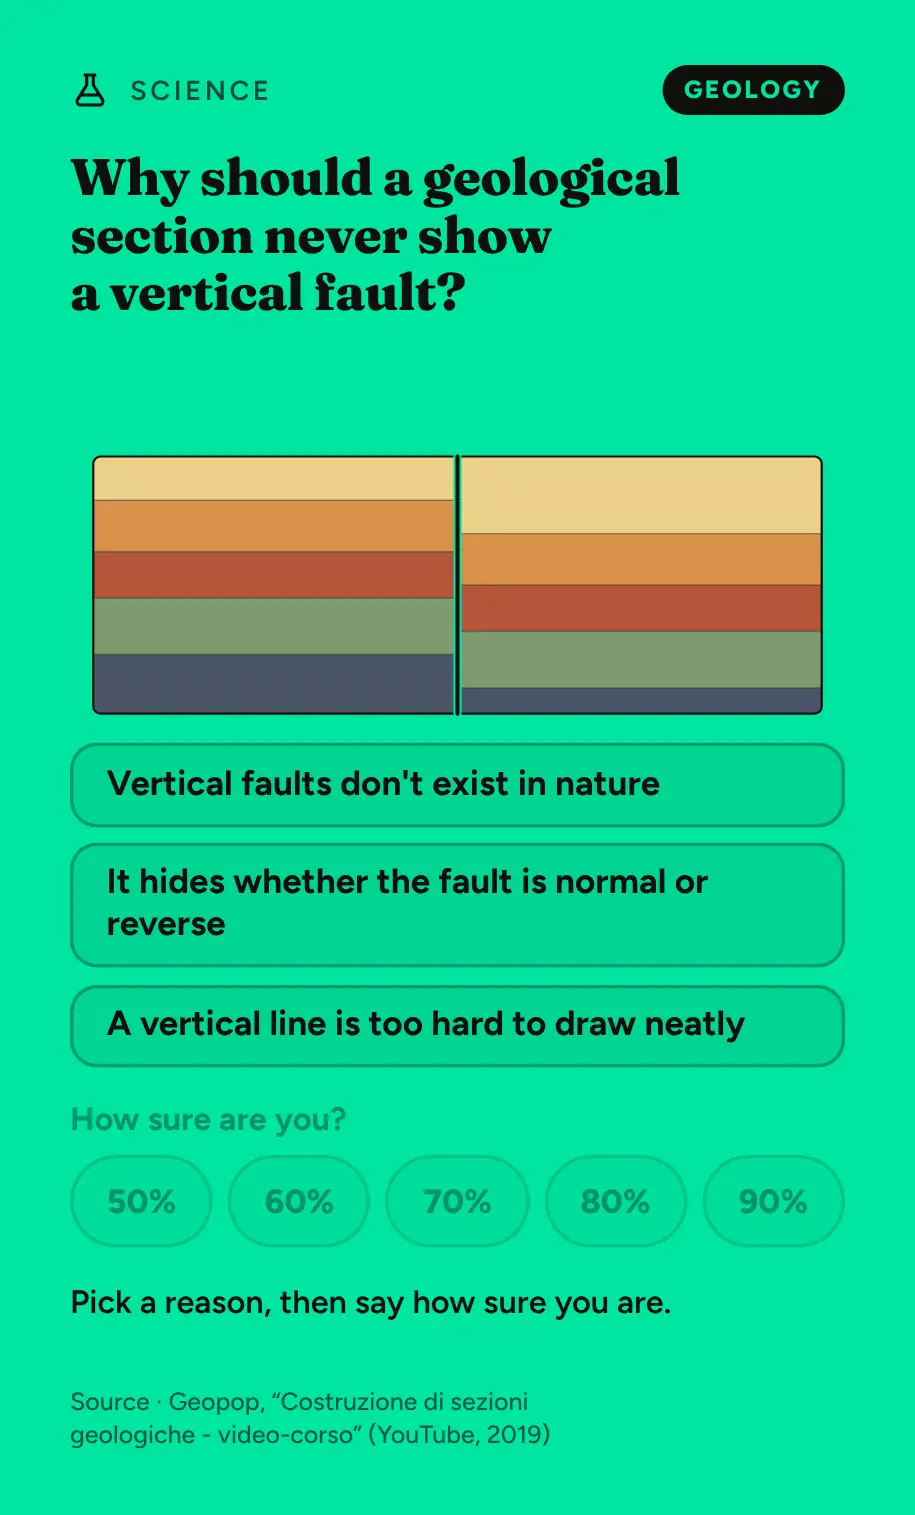 SCIENCE
GEOLOGY
Why should a geological
section never show
a vertical fault?
Vertical faults don't exist in nature
It hides whether the fault is normal or
reverse
A vertical line is too hard to draw neatly
How sure are you?
50%
60%
70%
80%
90%
Pick a reason, then say how sure you are.
Source · Geopop, “Costruzione di sezioni
geologiche - video-corso” (YouTube, 2019)